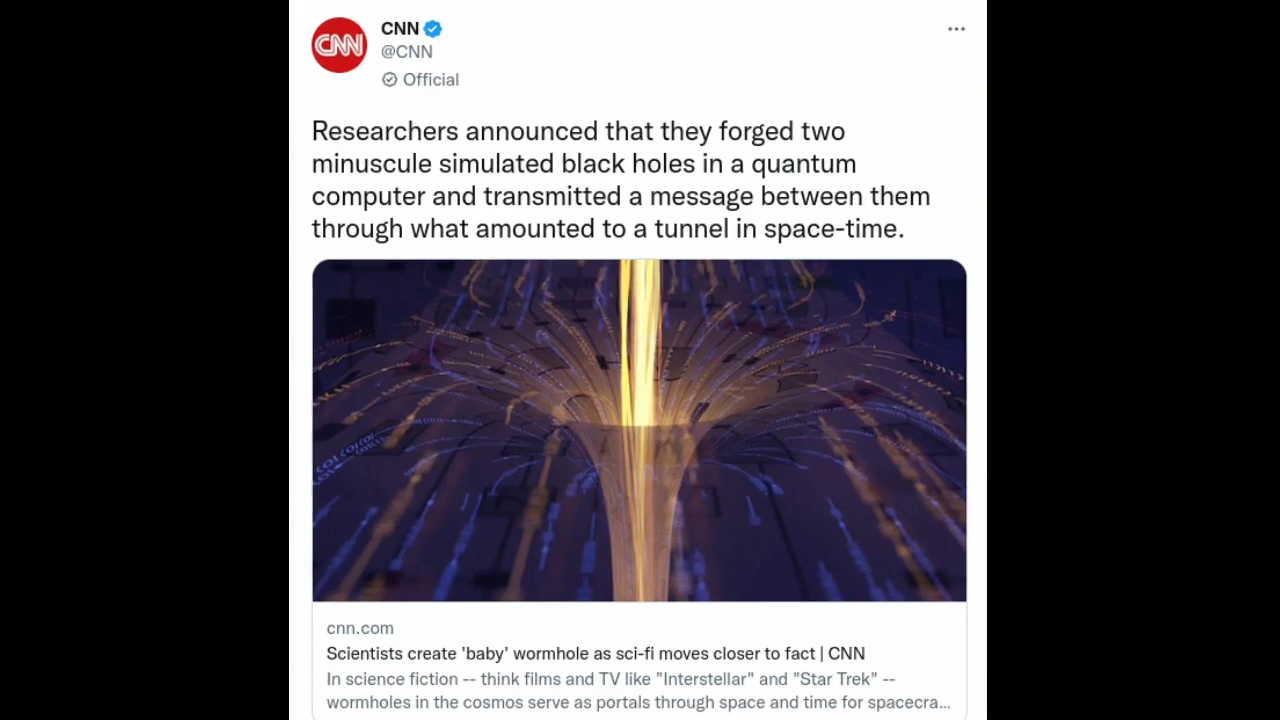 CNN
CNN
@CNN
Official
Researchers announced that they forged two
minuscule simulated black holes in a quantum
computer and transmitted a message between them
through what amounted to a tunnel in space-time.
cnn.com
Scientists create 'baby' wormhole as sci-fi moves closer to fact | CNN
In science fiction -- think films and TV like "Interstellar" and "Star Trek" --
wormholes in the cosmos serve as portals through space and time for spacecra...